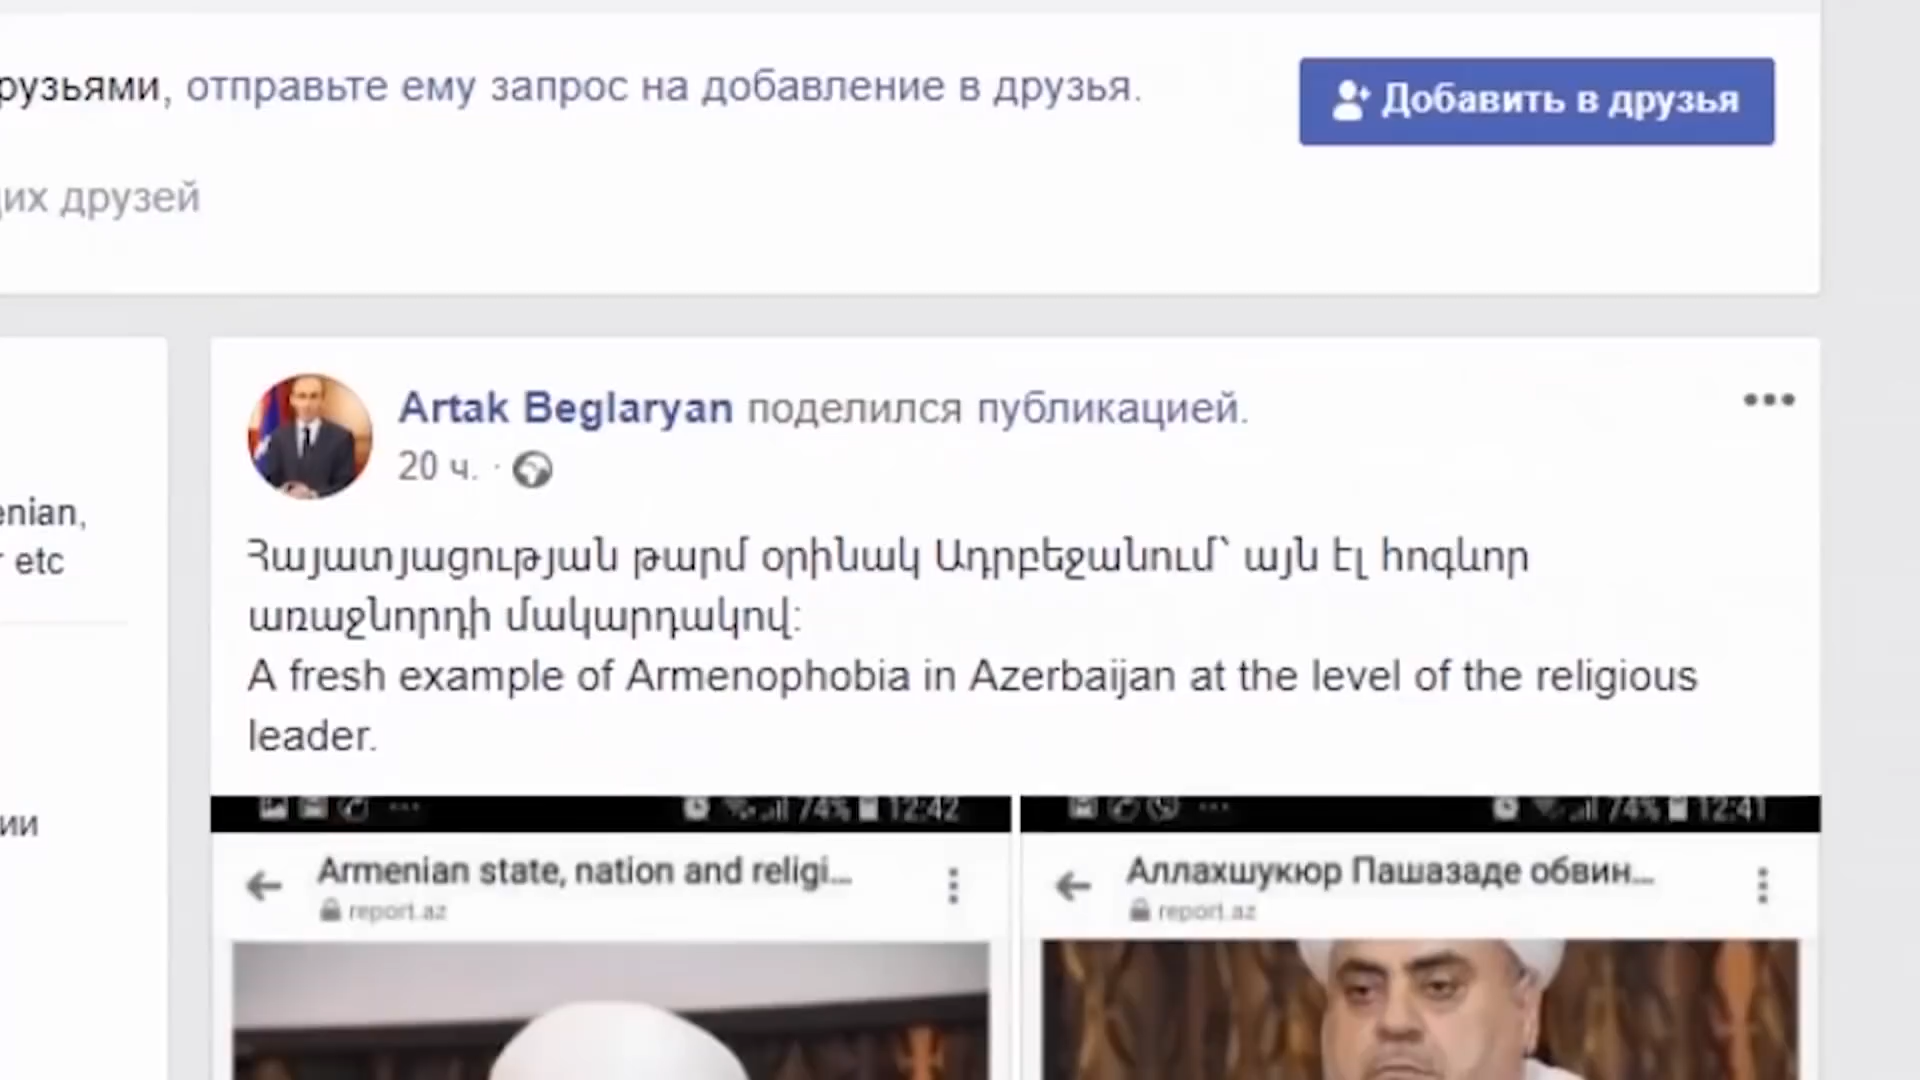 рузьями, отправьте ему запрос на добавление в друзья.
Добавить в друзья
их друзей
Artak Beglaryan поделился публикацией.
20 ч.
enian,
r etc
ии
Հայատյացության թարմ օրինակ Ադրբեջանում՝ այն էլ հոգևոր
առաջնորդի մակարդակով:
A fresh example of Armenophobia in Azerbaijan at the level of the religious
leader.
74% 12:42
74% 12:41
Armenian state, nation and religi...
report.az
Аллахшукюр Пашазаде обвин...
report.az